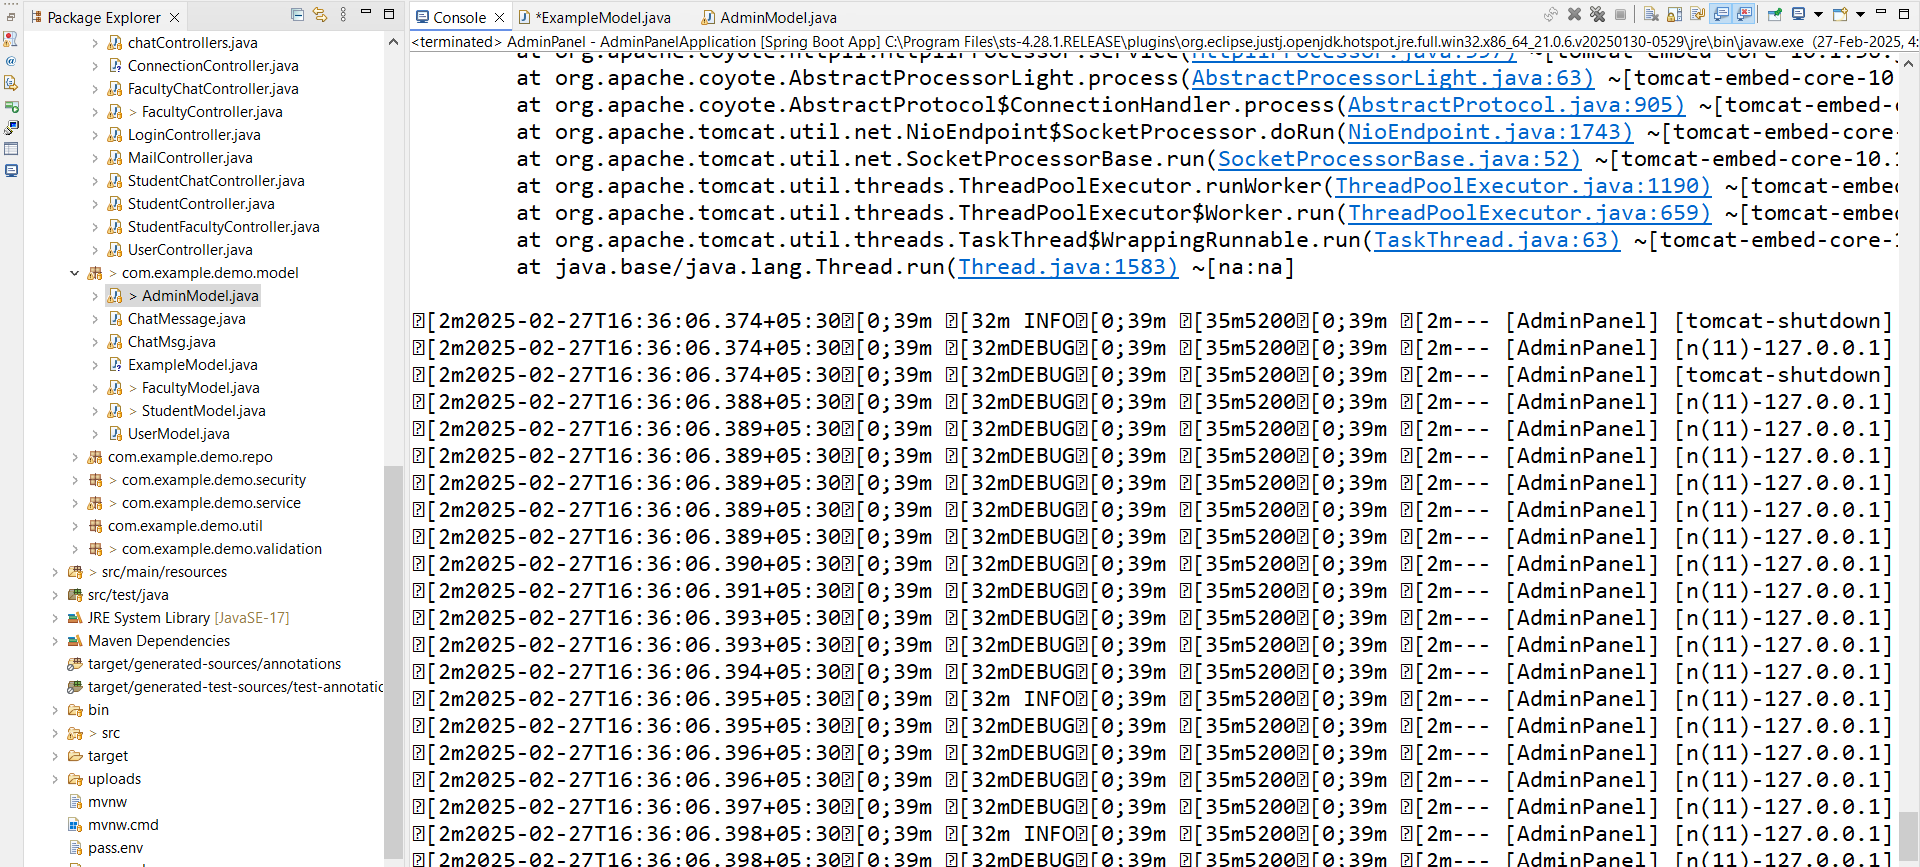 Package Explorer
chatControllers.java
ConnectionController.java
FacultyChatController.java
> FacultyController.java
LoginController.java
MailController.java
StudentChatController.java
StudentController.java
StudentFacultyController.java
UserController.java
> com.example.demo.model
> AdminModel.java
ChatMessage.java
ChatMsg.java
ExampleModel.java
> FacultyModel.java
> StudentModel.java
UserModel.java
com.example.demo.repo
> com.example.demo.security
> com.example.demo.service
com.example.demo.util
> com.example.demo.validation
> src/main/resources
src/test/java
JRE System Library [JavaSE-17]
Maven Dependencies
target/generated-sources/annotations
target/generated-test-sources/test-annotatic
bin
> src
target
uploads
mvnw
mvnw.cmd
pass.env
Console *ExampleModel.java AdminModel.java
<terminated> AdminPanel - AdminPanelApplication [Spring Boot App] C:\Program Files\sts-4.28.1.RELEASE\plugins\org.eclipse.justj.openjdk.hotspot.jre.full.win32.x86_64_21.0.6.v20250130-0529\jre\bin\javaw.exe (27-Feb-2025, 4:
at org.apache.coyote.AbstractProcessorLight.process(AbstractProcessorLight.java:63) ~[tomcat-embed-core-10.
at org.apache.coyote.AbstractProtocol$ConnectionHandler.process(AbstractProtocol.java:905) ~[tomcat-embed-c
at org.apache.tomcat.util.net.NioEndpoint$SocketProcessor.doRun(NioEndpoint.java:1743) ~[tomcat-embed-core-
at org.apache.tomcat.util.net.SocketProcessorBase.run(SocketProcessorBase.java:52) ~[tomcat-embed-core-10.1
at org.apache.tomcat.util.threads.ThreadPoolExecutor.runWorker(ThreadPoolExecutor.java:1190) ~[tomcat-embed
at org.apache.tomcat.util.threads.ThreadPoolExecutor$Worker.run(ThreadPoolExecutor.java:659) ~[tomcat-embed
at org.apache.tomcat.util.threads.TaskThread$WrappingRunnable.run(TaskThread.java:63) ~[tomcat-embed-core-1
at java.base/java.lang.Thread.run(Thread.java:1583) ~[na:na]
[2m2025-02-27T16:36:06.374+05:30[0;39m [32m INFO[0;39m [35m5200[0;39m [2m--- [AdminPanel] [tomcat-shutdown]
[2m2025-02-27T16:36:06.374+05:30[0;39m [32mDEBUG[0;39m [35m5200[0;39m [2m--- [AdminPanel] [n(11)-127.0.0.1]
[2m2025-02-27T16:36:06.374+05:30[0;39m [32mDEBUG[0;39m [35m5200[0;39m [2m--- [AdminPanel] [tomcat-shutdown]
[2m2025-02-27T16:36:06.388+05:30[0;39m [32mDEBUG[0;39m [35m5200[0;39m [2m--- [AdminPanel] [n(11)-127.0.0.1]
[2m2025-02-27T16:36:06.389+05:30[0;39m [32mDEBUG[0;39m [35m5200[0;39m [2m--- [AdminPanel] [n(11)-127.0.0.1]
[2m2025-02-27T16:36:06.389+05:30[0;39m [32mDEBUG[0;39m [35m5200[0;39m [2m--- [AdminPanel] [n(11)-127.0.0.1]
[2m2025-02-27T16:36:06.389+05:30[0;39m [32mDEBUG[0;39m [35m5200[0;39m [2m--- [AdminPanel] [n(11)-127.0.0.1]
[2m2025-02-27T16:36:06.389+05:30[0;39m [32mDEBUG[0;39m [35m5200[0;39m [2m--- [AdminPanel] [n(11)-127.0.0.1]
[2m2025-02-27T16:36:06.389+05:30[0;39m [32mDEBUG[0;39m [35m5200[0;39m [2m--- [AdminPanel] [n(11)-127.0.0.1]
[2m2025-02-27T16:36:06.390+05:30[0;39m [32mDEBUG[0;39m [35m5200[0;39m [2m--- [AdminPanel] [n(11)-127.0.0.1]
[2m2025-02-27T16:36:06.391+05:30[0;39m [32mDEBUG[0;39m [35m5200[0;39m [2m--- [AdminPanel] [n(11)-127.0.0.1]
[2m2025-02-27T16:36:06.393+05:30[0;39m [32mDEBUG[0;39m [35m5200[0;39m [2m--- [AdminPanel] [n(11)-127.0.0.1]
[2m2025-02-27T16:36:06.393+05:30[0;39m [32mDEBUG[0;39m [35m5200[0;39m [2m--- [AdminPanel] [n(11)-127.0.0.1]
[2m2025-02-27T16:36:06.394+05:30[0;39m [32mDEBUG[0;39m [35m5200[0;39m [2m--- [AdminPanel] [n(11)-127.0.0.1]
[2m2025-02-27T16:36:06.395+05:30[0;39m [32m INFO[0;39m [35m5200[0;39m [2m--- [AdminPanel] [n(11)-127.0.0.1]
[2m2025-02-27T16:36:06.395+05:30[0;39m [32mDEBUG[0;39m [35m5200[0;39m [2m--- [AdminPanel] [n(11)-127.0.0.1]
[2m2025-02-27T16:36:06.396+05:30[0;39m [32mDEBUG[0;39m [35m5200[0;39m [2m--- [AdminPanel] [n(11)-127.0.0.1]
[2m2025-02-27T16:36:06.396+05:30[0;39m [32mDEBUG[0;39m [35m5200[0;39m [2m--- [AdminPanel] [n(11)-127.0.0.1]
[2m2025-02-27T16:36:06.397+05:30[0;39m [32mDEBUG[0;39m [35m5200[0;39m [2m--- [AdminPanel] [n(11)-127.0.0.1]
[2m2025-02-27T16:36:06.398+05:30[0;39m [32m INFO[0;39m [35m5200[0;39m [2m--- [AdminPanel] [n(11)-127.0.0.1]
[2m2025-02-27T16:36:06.398+05:30[0;39m [32mDEBUG[0;39m [35m5200[0;39m [2m--- [AdminPanel] [n(11)-127.0.0.1]